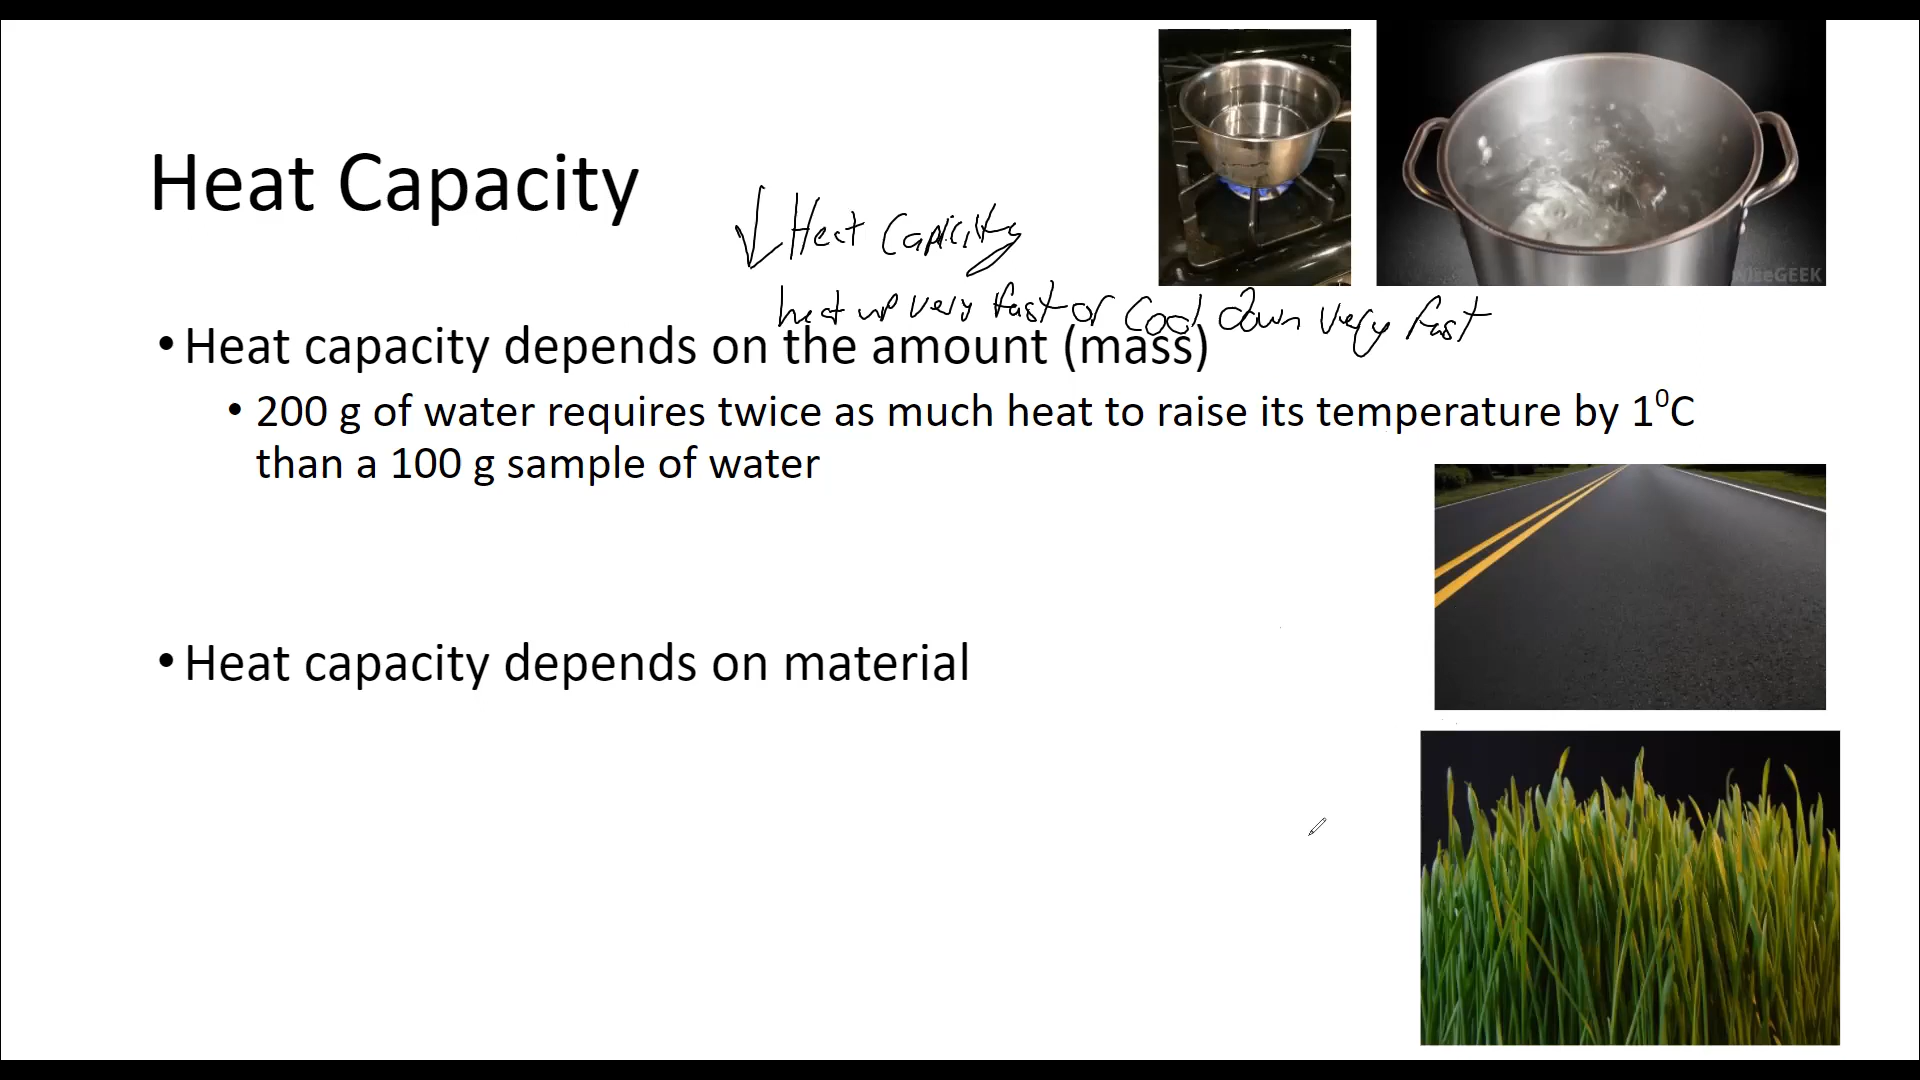 Heat Capacity
↓ Heat Capicity
heat up very fast or cool down very fast
• Heat capacity depends on the amount (mass)
• 200 g of water requires twice as much heat to raise its temperature by 1⁰C
than a 100 g sample of water
• Heat capacity depends on material
wiseGEEK